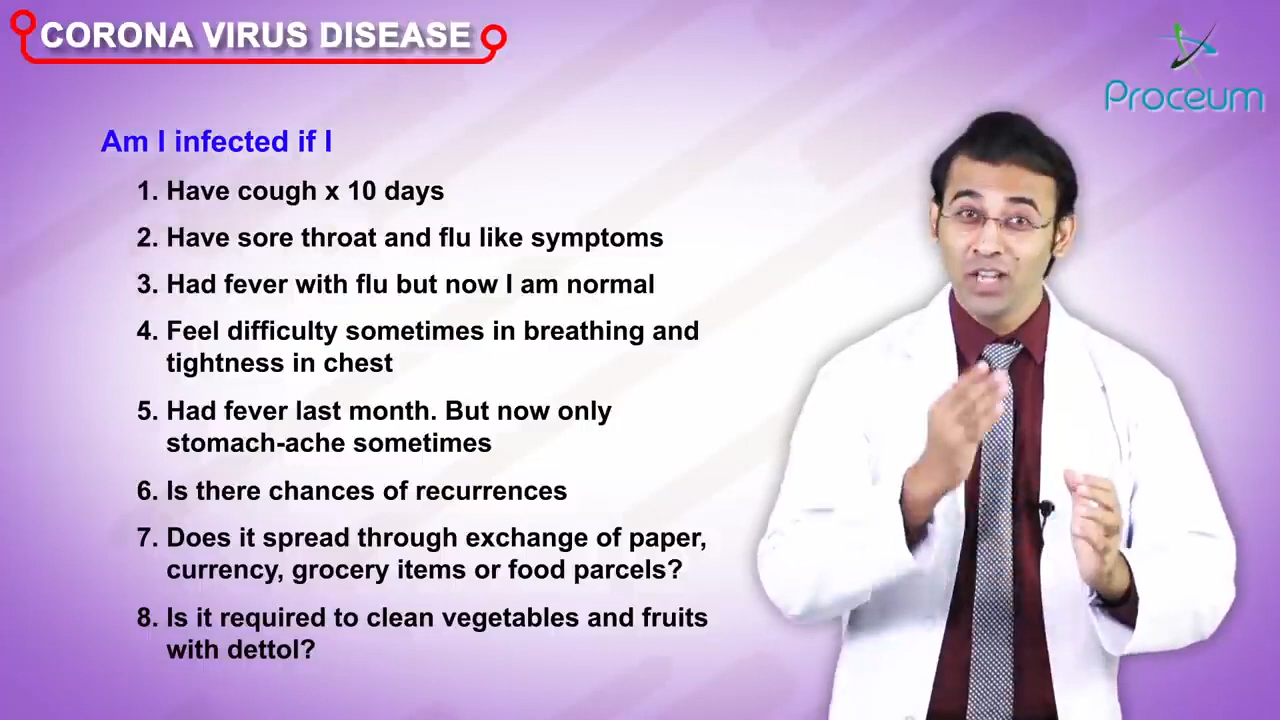 CORONA VIRUS DISEASE
Proceum
Am I infected if I
1. Have cough x 10 days
2. Have sore throat and flu like symptoms
3. Had fever with flu but now I am normal
4. Feel difficulty sometimes in breathing and
tightness in chest
5. Had fever last month. But now only
stomach-ache sometimes
6. Is there chances of recurrences
7. Does it spread through exchange of paper,
currency, grocery items or food parcels?
8. Is it required to clean vegetables and fruits
with dettol?